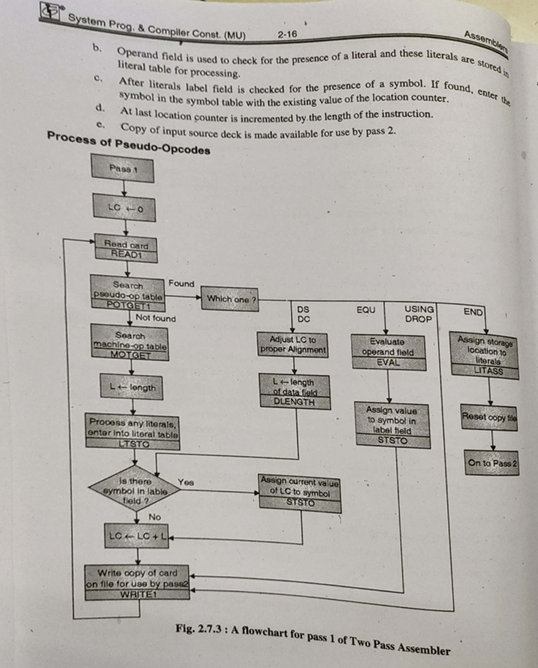 System Prog. & Compiler Const. (MU)
2-16
Assemblers
b. Operand field is used to check for the presence of a literal and these literals are stored in
literal table for processing.
c. After literals label field is checked for the presence of a symbol. If found, enter the
symbol in the symbol table with the existing value of the location counter.
d. At last location counter is incremented by the length of the instruction.
e. Copy of input source deck is made available for use by pass 2.
Process of Pseudo-Opcodes
Pass 1
LC ← 0
Read card
READ1
Search
pseudo-op table
POTGET1
Found
Which one ?
Not found
Search
machine-op table
MOTGET
L ← length
Process any literals,
enter into literal table
LTSTO
Is there
symbol in lable
field ?
Yes
No
LC ← LC + L
Write copy of card
on file for use by pass2
WRITE1
DS
DC
Adjust LC to
proper Alignment
L ← length
of data field
DLENGTH
Assign current value
of LC to symbol
STSTO
EQU
Evaluate
operand field
EVAL
Assign value
to symbol in
label field
STSTO
USING
DROP
END
Assign storage
location to
literals
LITASS
Reset copy file
On to Pass 2
Fig. 2.7.3 : A flowchart for pass 1 of Two Pass Assembler